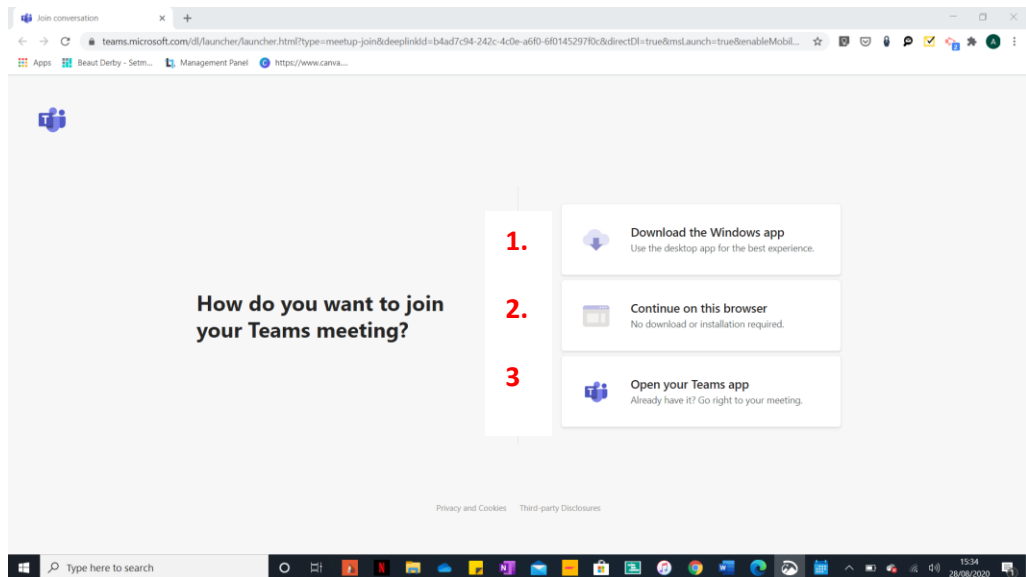 Join conversation
teams.microsoft.com/dl/launcher/launcher.html?type=meetup-join&deeplinkId=b4ad7c94-242c-4c0e-a6f0-6f0145297f0c&directDl=true&msLaunch=true&enableMobil...
Apps Beaut Derby - Setm... Management Panel https://www.canva....
1.
Download the Windows app
Use the desktop app for the best experience.
How do you want to join
your Teams meeting?
2.
Continue on this browser
No download or installation required.
3
Open your Teams app
Already have it? Go right to your meeting.
Privacy and Cookies Third-party Disclosures
Type here to search
15:34
28/08/2020